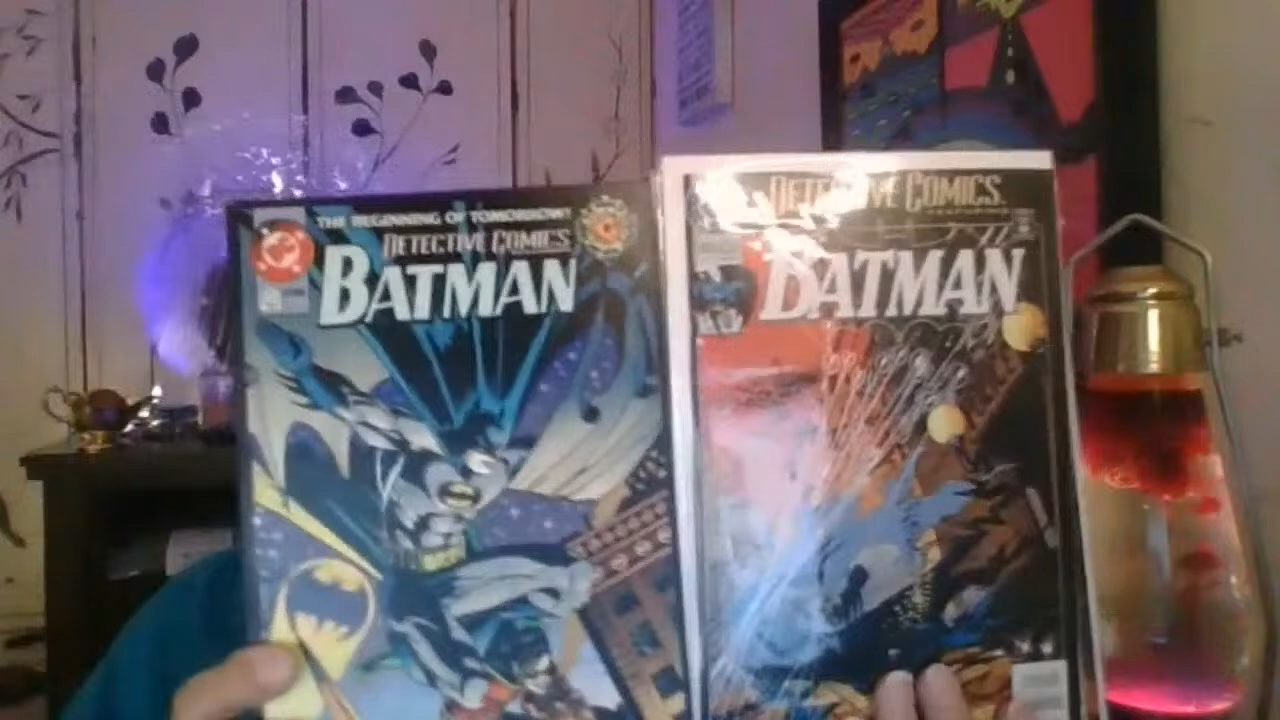 THE BEGINNING OF TOMORROW!
DETECTIVE COMICS
BATMAN
DETECTIVE COMICS
BATMAN